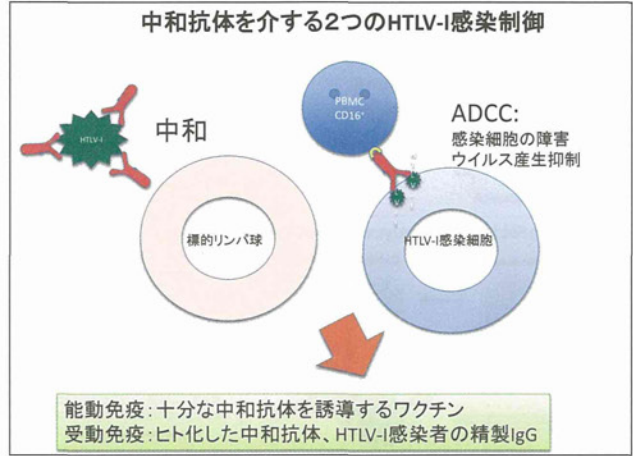 中和抗体を介する2つのHTLV-I感染制御
HTLV-I
中和
標的リンパ球
PBMC
CD16⁺
ADCC:
感染細胞の障害
ウイルス産生抑制
HTLV-I感染細胞
能動免疫：十分な中和抗体を誘導するワクチン
受動免疫：ヒト化した中和抗体、HTLV-I感染者の精製IgG